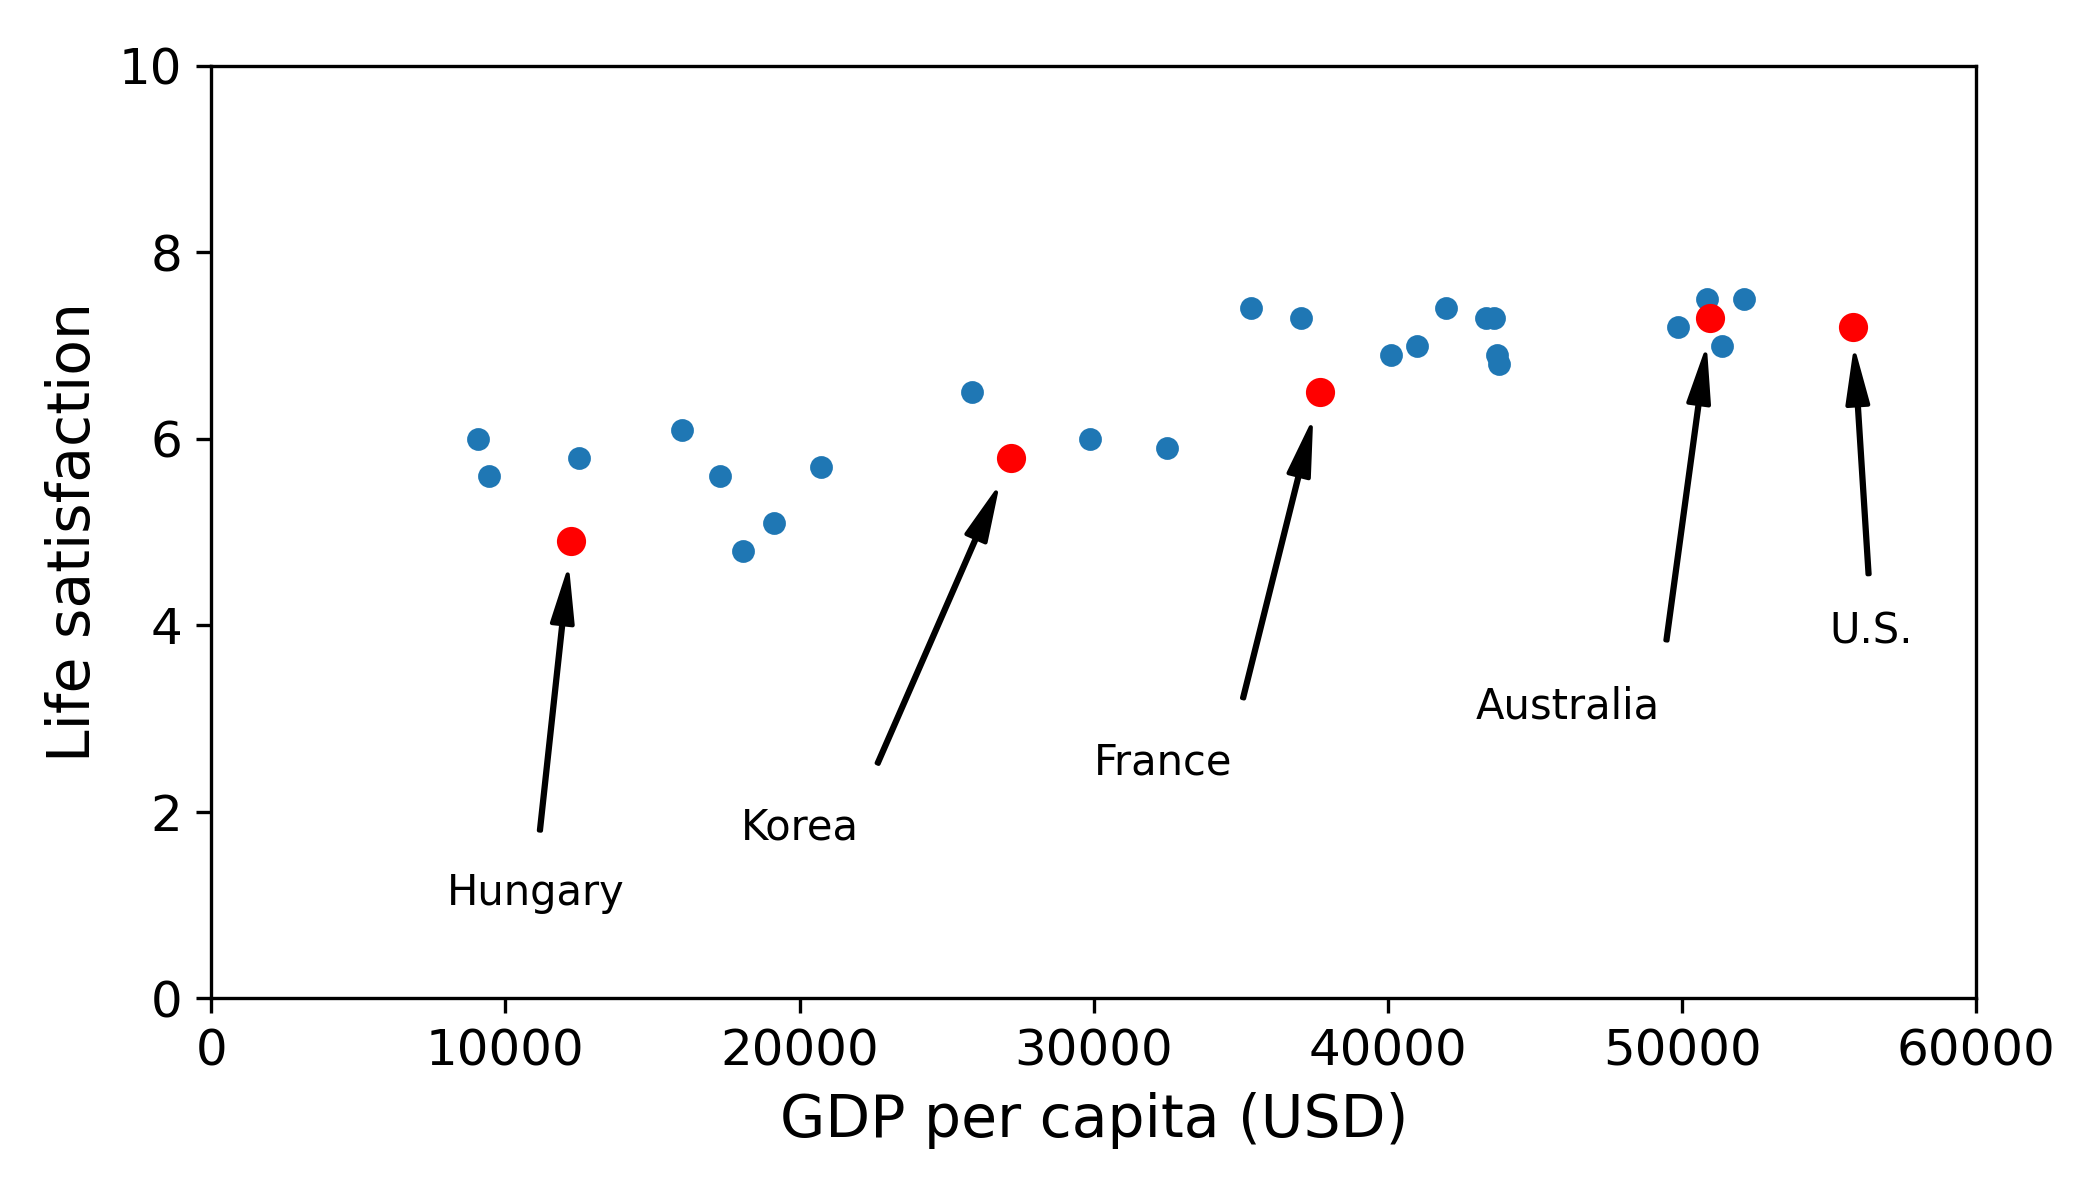 10
8
6
4
2
0
Life satisfaction
Hungary
Korea
France
Australia
U.S.
0 10000 20000 30000 40000 50000 60000
GDP per capita (USD)